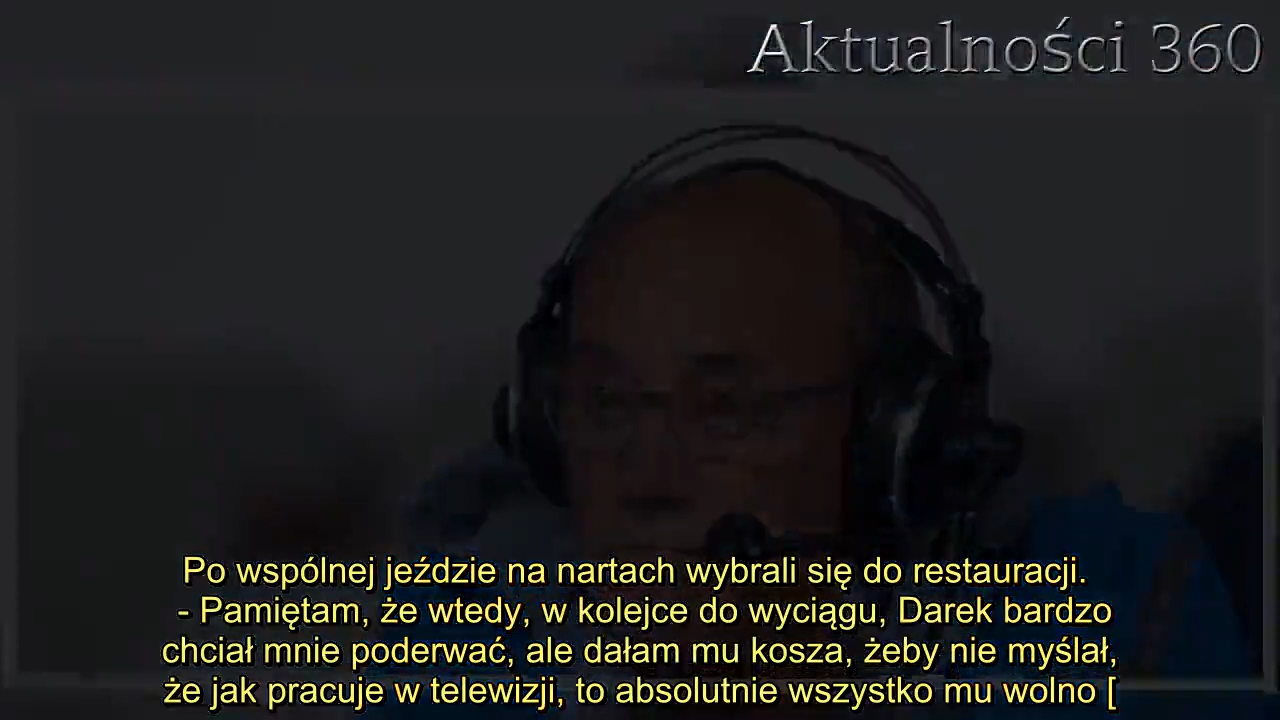 Aktualności 360
Po wspólnej jeździe na nartach wybrali się do restauracji.
- Pamiętam, że wtedy, w kolejce do wyciągu, Darek bardzo
chciał mnie poderwać, ale dałam mu kosza, żeby nie myślał,
że jak pracuje w telewizji, to absolutnie wszystko mu wolno [